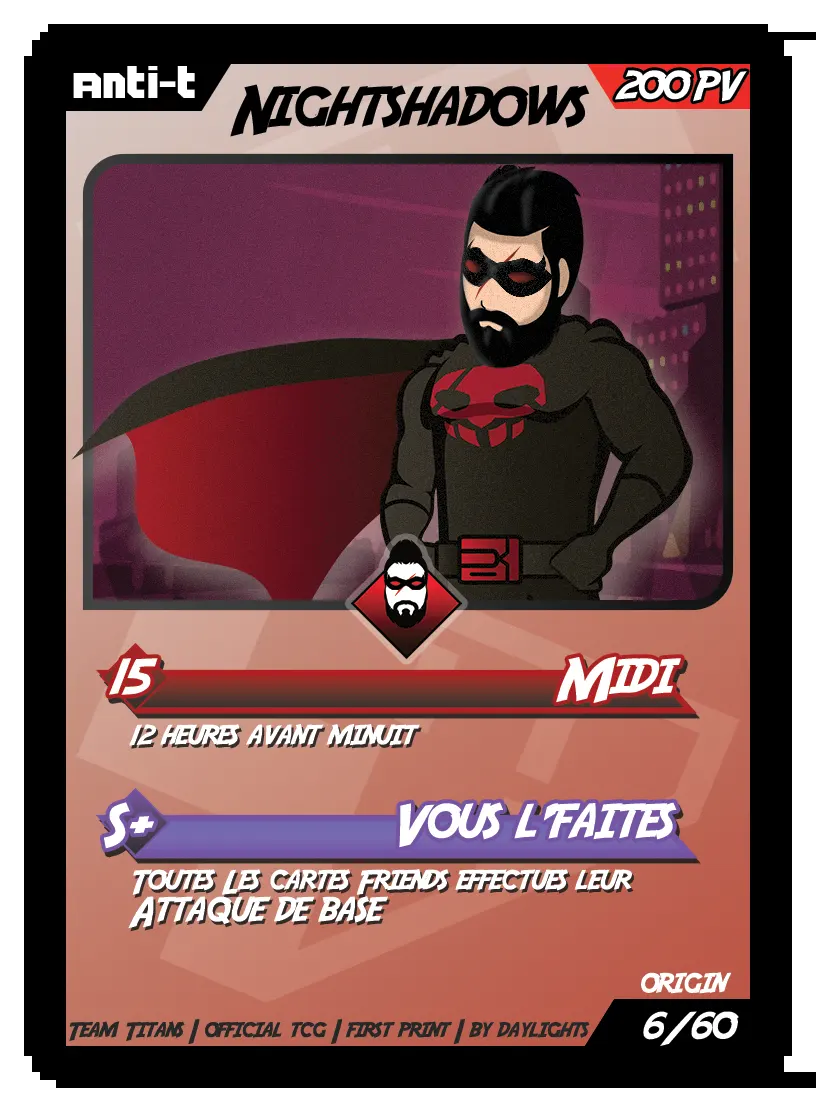 anti-t
200 PV
Nightshadows
15
Midi
12 heures avant minuit
S+
Vous l'Faites
Toutes Les cartes Friends effectues leur
Attaque de base
Origin
6/60
Team Titans | official tcg | first print | by daylights